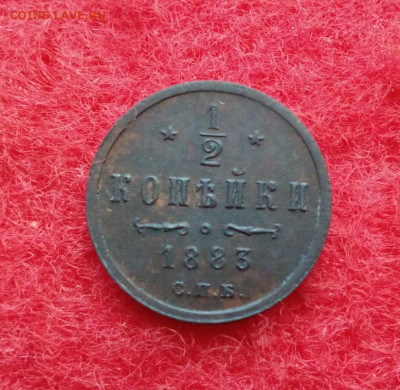 COINS.LAVE.RU
1/2
КОПѢЙКИ
1883
С.П.Б.